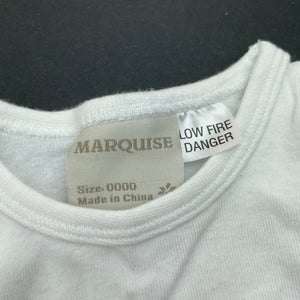 MARQUISE
Size: 0000
Made in China
LOW FIRE
DANGER